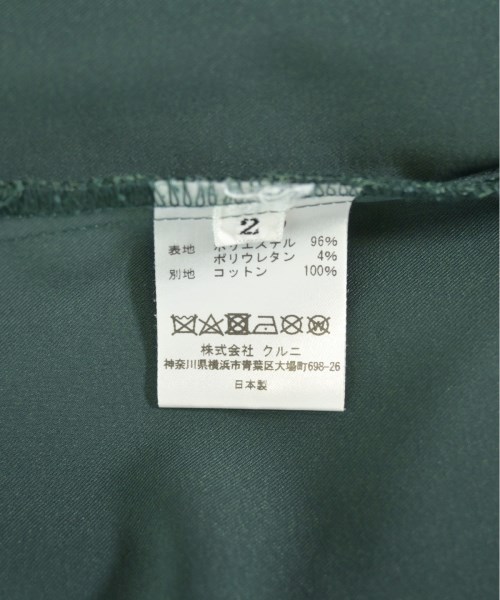 2
表地 ポリエステル 96%
ポリウレタン 4%
別地 コットン 100%
株式会社 クルニ
神奈川県横浜市青葉区大場町698-26
日本製